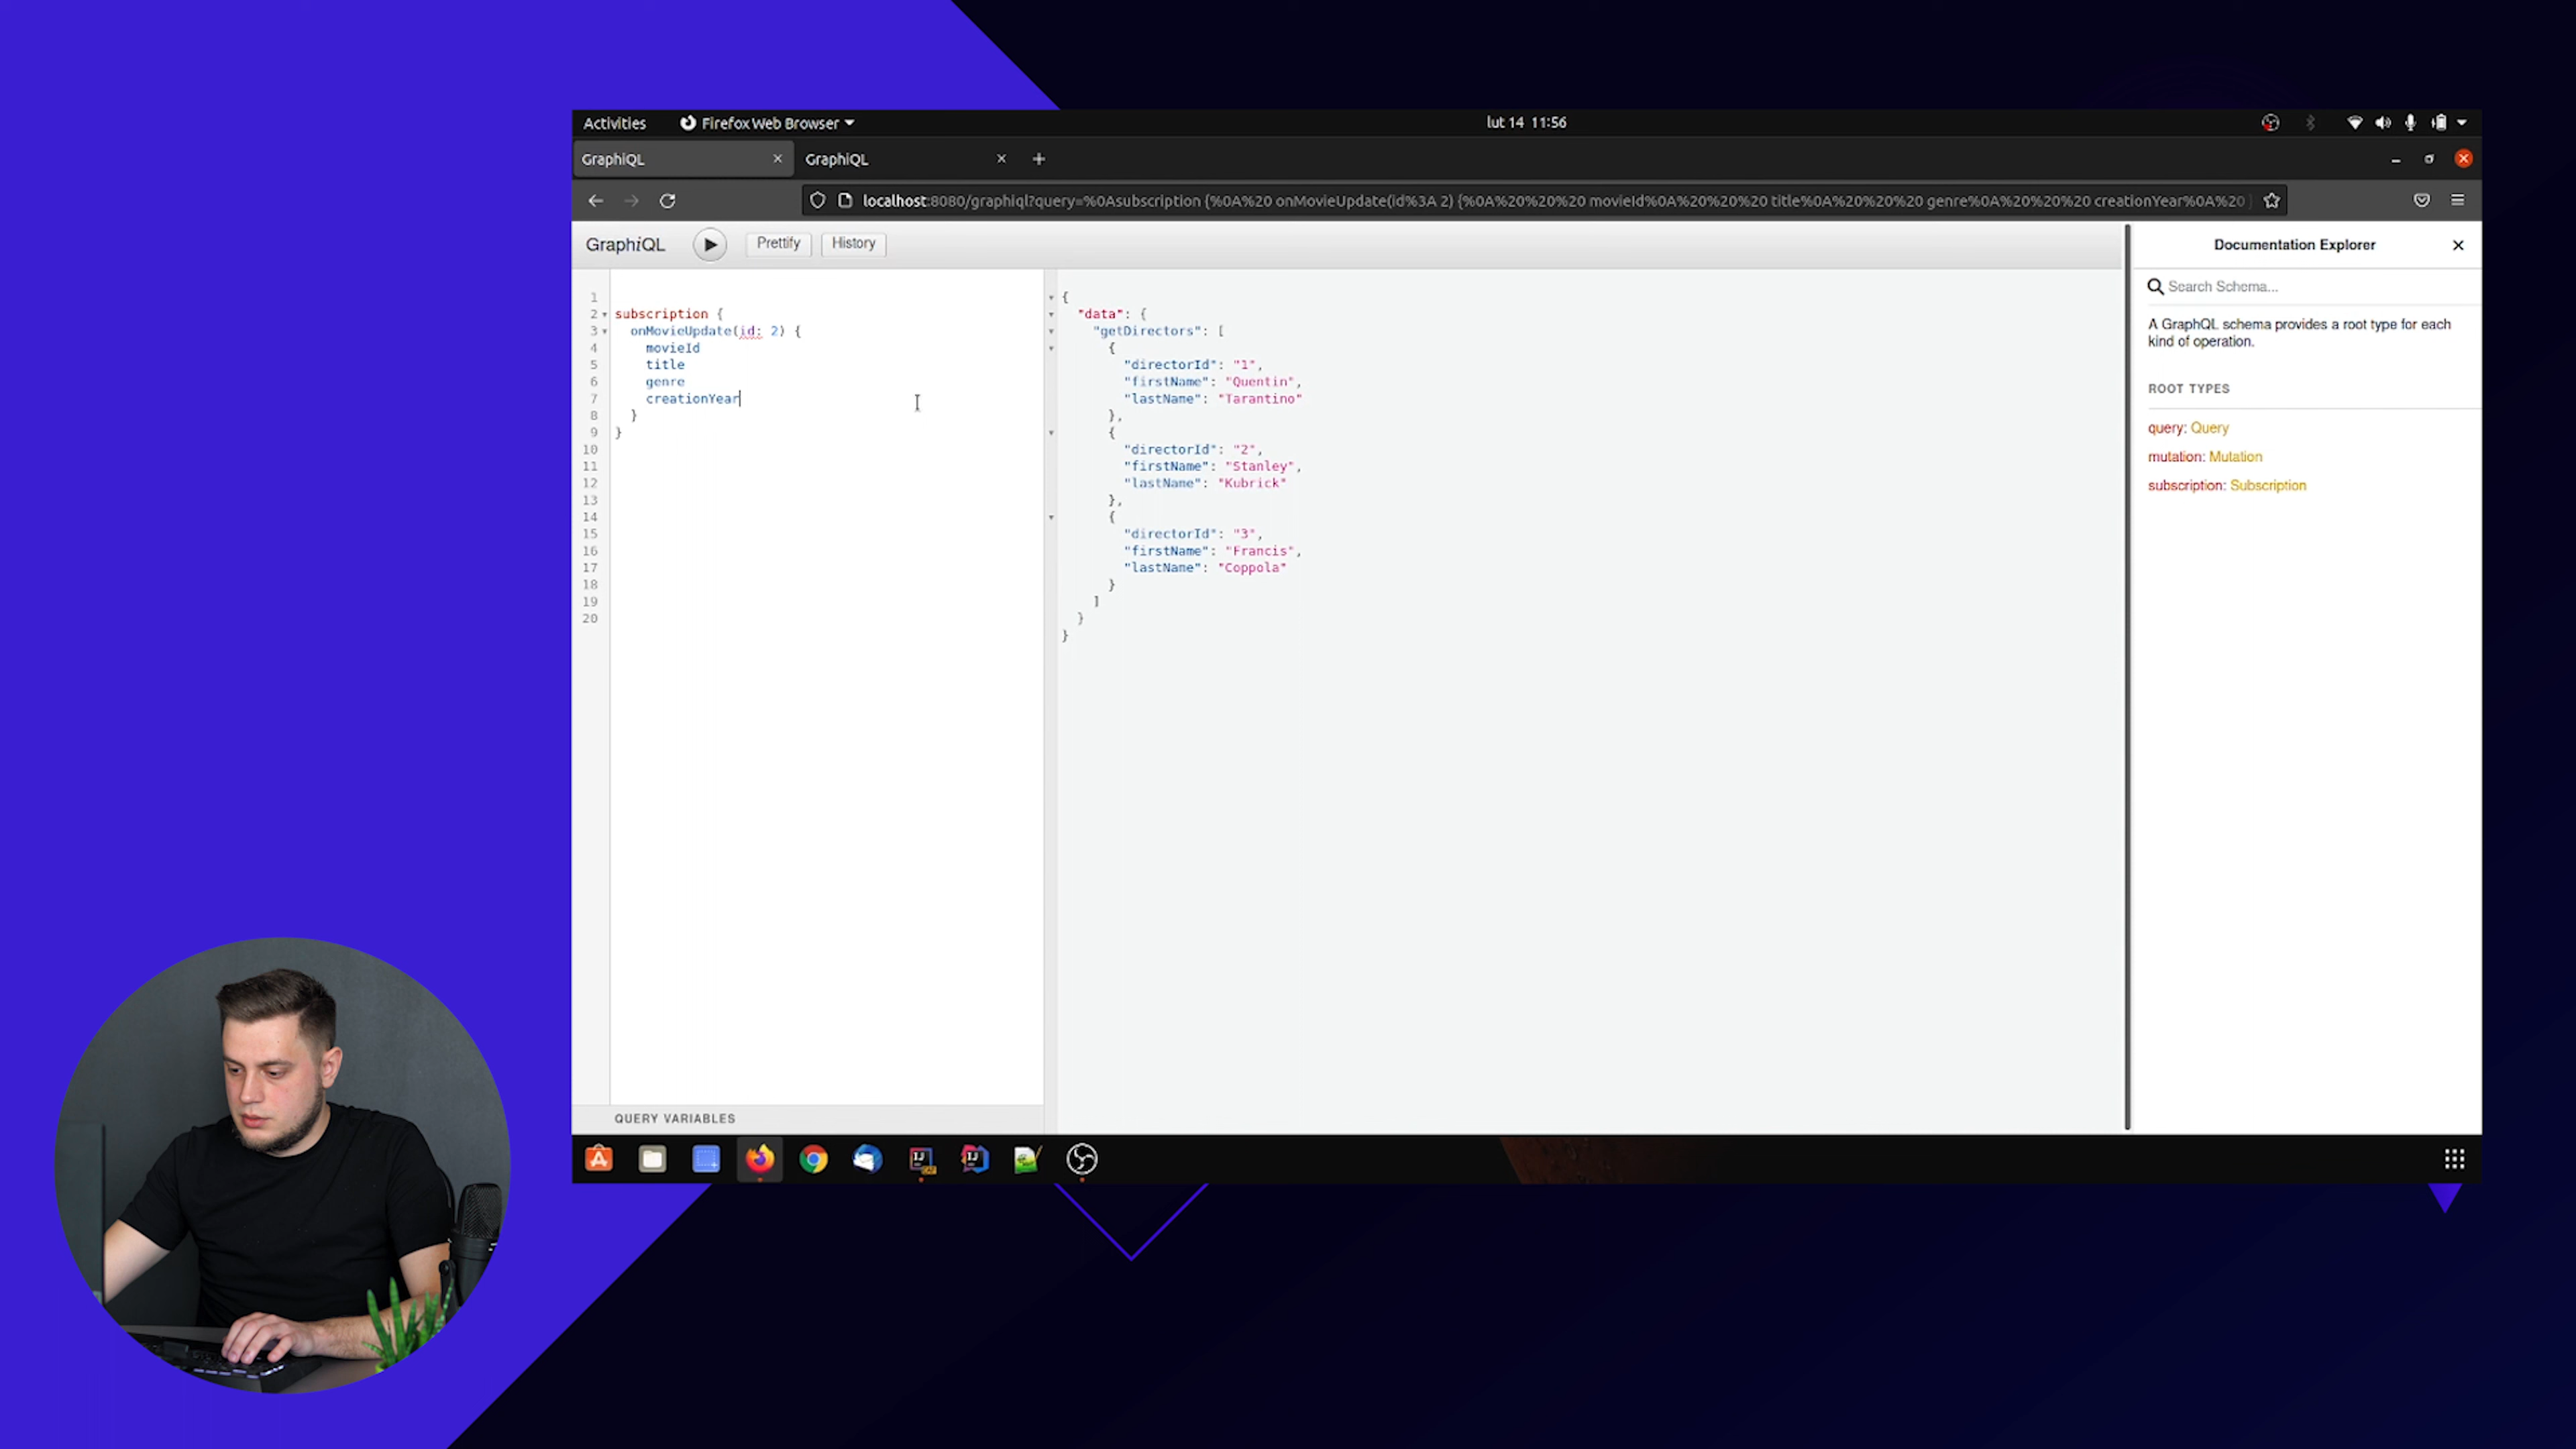 Activities
Firefox Web Browser
lut 14 11:56
GraphiQL
GraphiQL
localhost:8080/graphiql?query=%0Asubscription {%0A%20 onMovieUpdate(id%3A 2) {%0A%20%20%20 movieId%0A%20%20%20 title%0A%20%20%20 genre%0A%20%20%20 creationYear%0A%20
GraphiQL
Prettify
History
1
2 subscription {
3 onMovieUpdate(id: 2) {
4 movieId
5 title
6 genre
7 creationYear
8 }
9 }
10
11
12
13
14
15
16
17
18
19
20
QUERY VARIABLES
{
"data": {
"getDirectors": [
{
"directorId": "1",
"firstName": "Quentin",
"lastName": "Tarantino"
},
{
"directorId": "2",
"firstName": "Stanley",
"lastName": "Kubrick"
},
{
"directorId": "3",
"firstName": "Francis",
"lastName": "Coppola"
}
]
}
}
Documentation Explorer
Search Schema...
A GraphQL schema provides a root type for each
kind of operation.
ROOT TYPES
query: Query
mutation: Mutation
subscription: Subscription